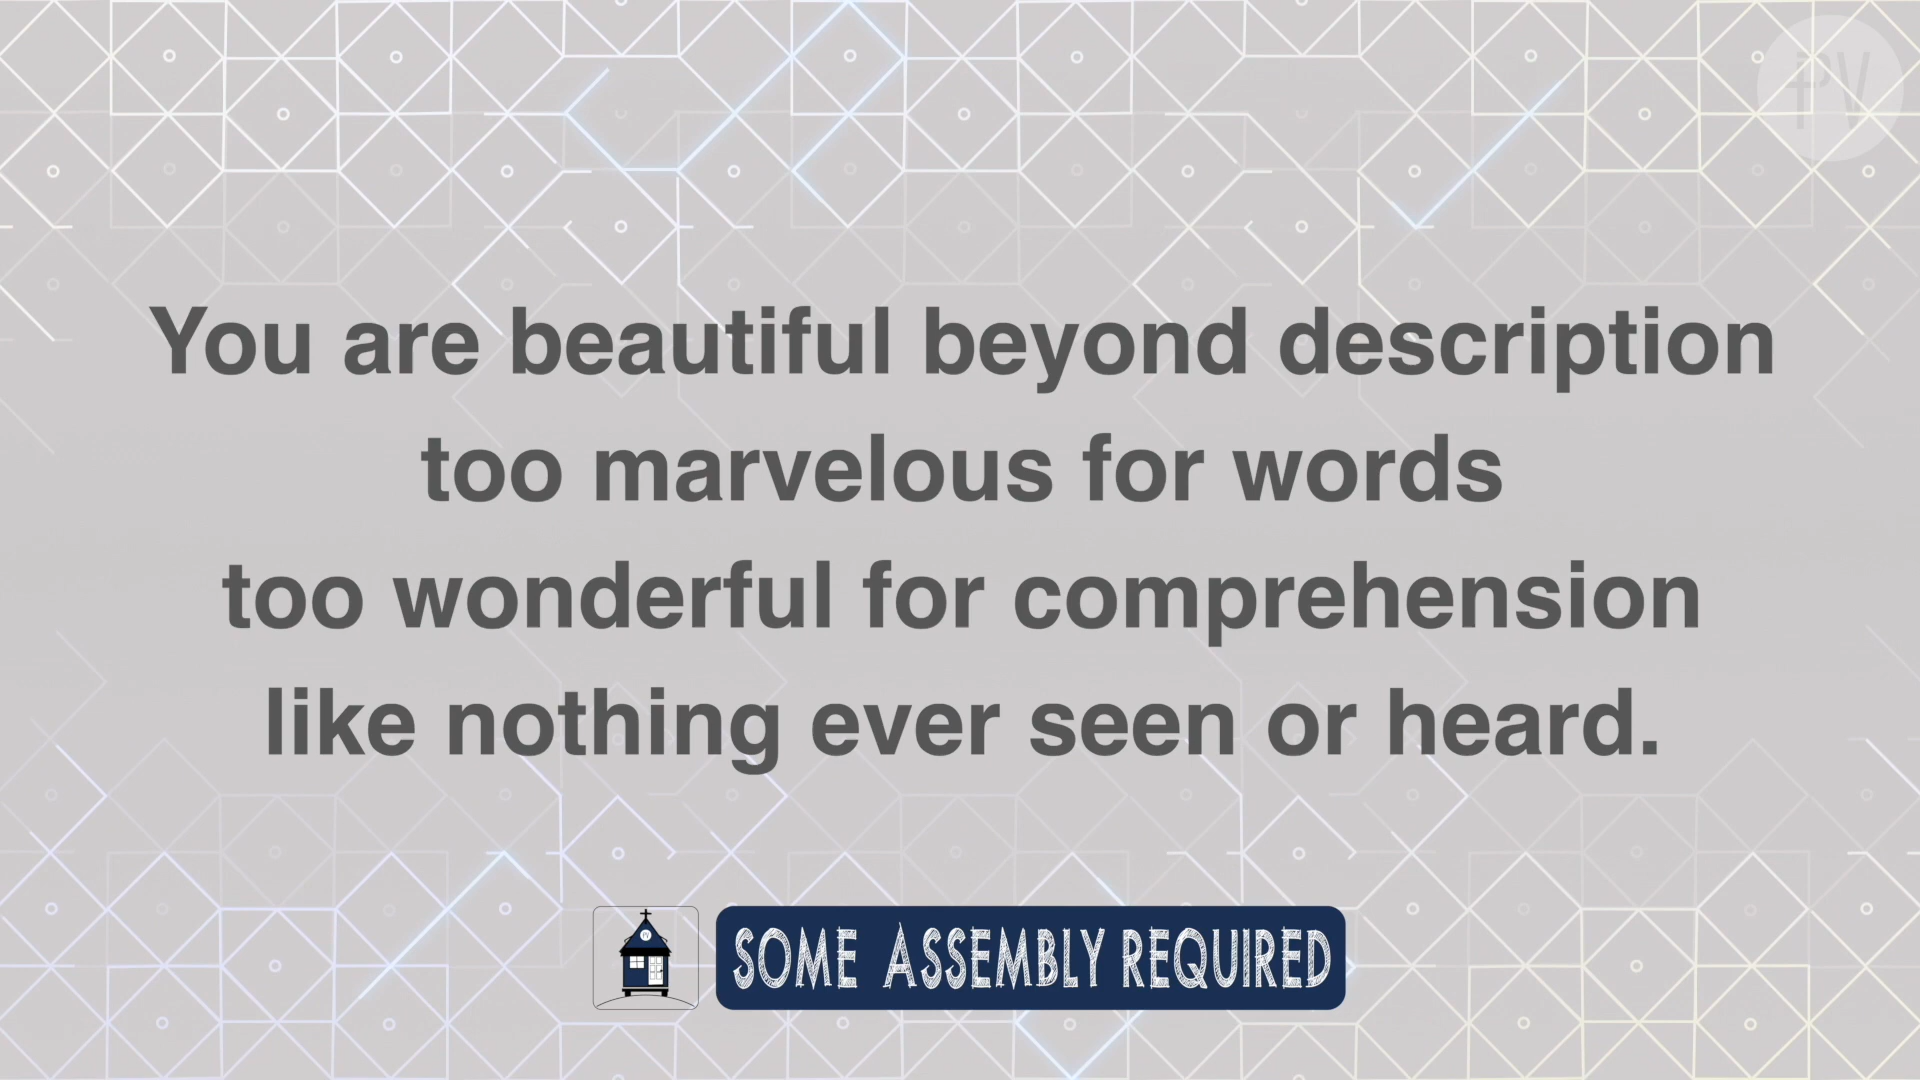 PV
You are beautiful beyond description
too marvelous for words
too wonderful for comprehension
like nothing ever seen or heard.
SOME ASSEMBLY REQUIRED